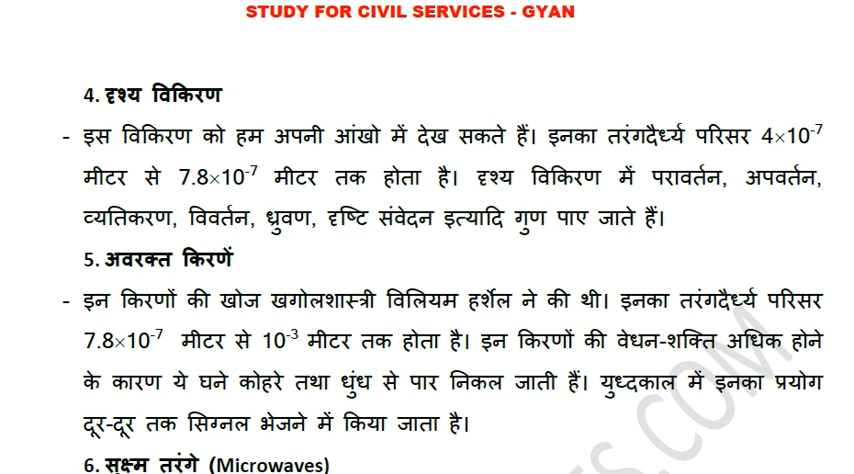 STUDY FOR CIVIL SERVICES - GYAN
4. दृश्य विकिरण
- इस विकिरण को हम अपनी आंखो में देख सकते हैं। इनका तरंगदैर्ध्य परिसर 4×10⁻⁷
मीटर से 7.8×10⁻⁷ मीटर तक होता है। दृश्य विकिरण में परावर्तन, अपवर्तन,
व्यतिकरण, विवर्तन, ध्रुवण, दृष्टि संवेदन इत्यादि गुण पाए जाते हैं।
5. अवरक्त किरणें
- इन किरणों की खोज खगोलशास्त्री विलियम हर्शेल ने की थी। इनका तरंगदैर्ध्य परिसर
7.8×10⁻⁷ मीटर से 10⁻³ मीटर तक होता है। इन किरणों की वेधन-शक्ति अधिक होने
के कारण ये घने कोहरे तथा धुंध से पार निकल जाती हैं। युध्दकाल में इनका प्रयोग
दूर-दूर तक सिग्नल भेजने में किया जाता है।
6. सूक्ष्म तरंगे (Microwaves)
S.COM